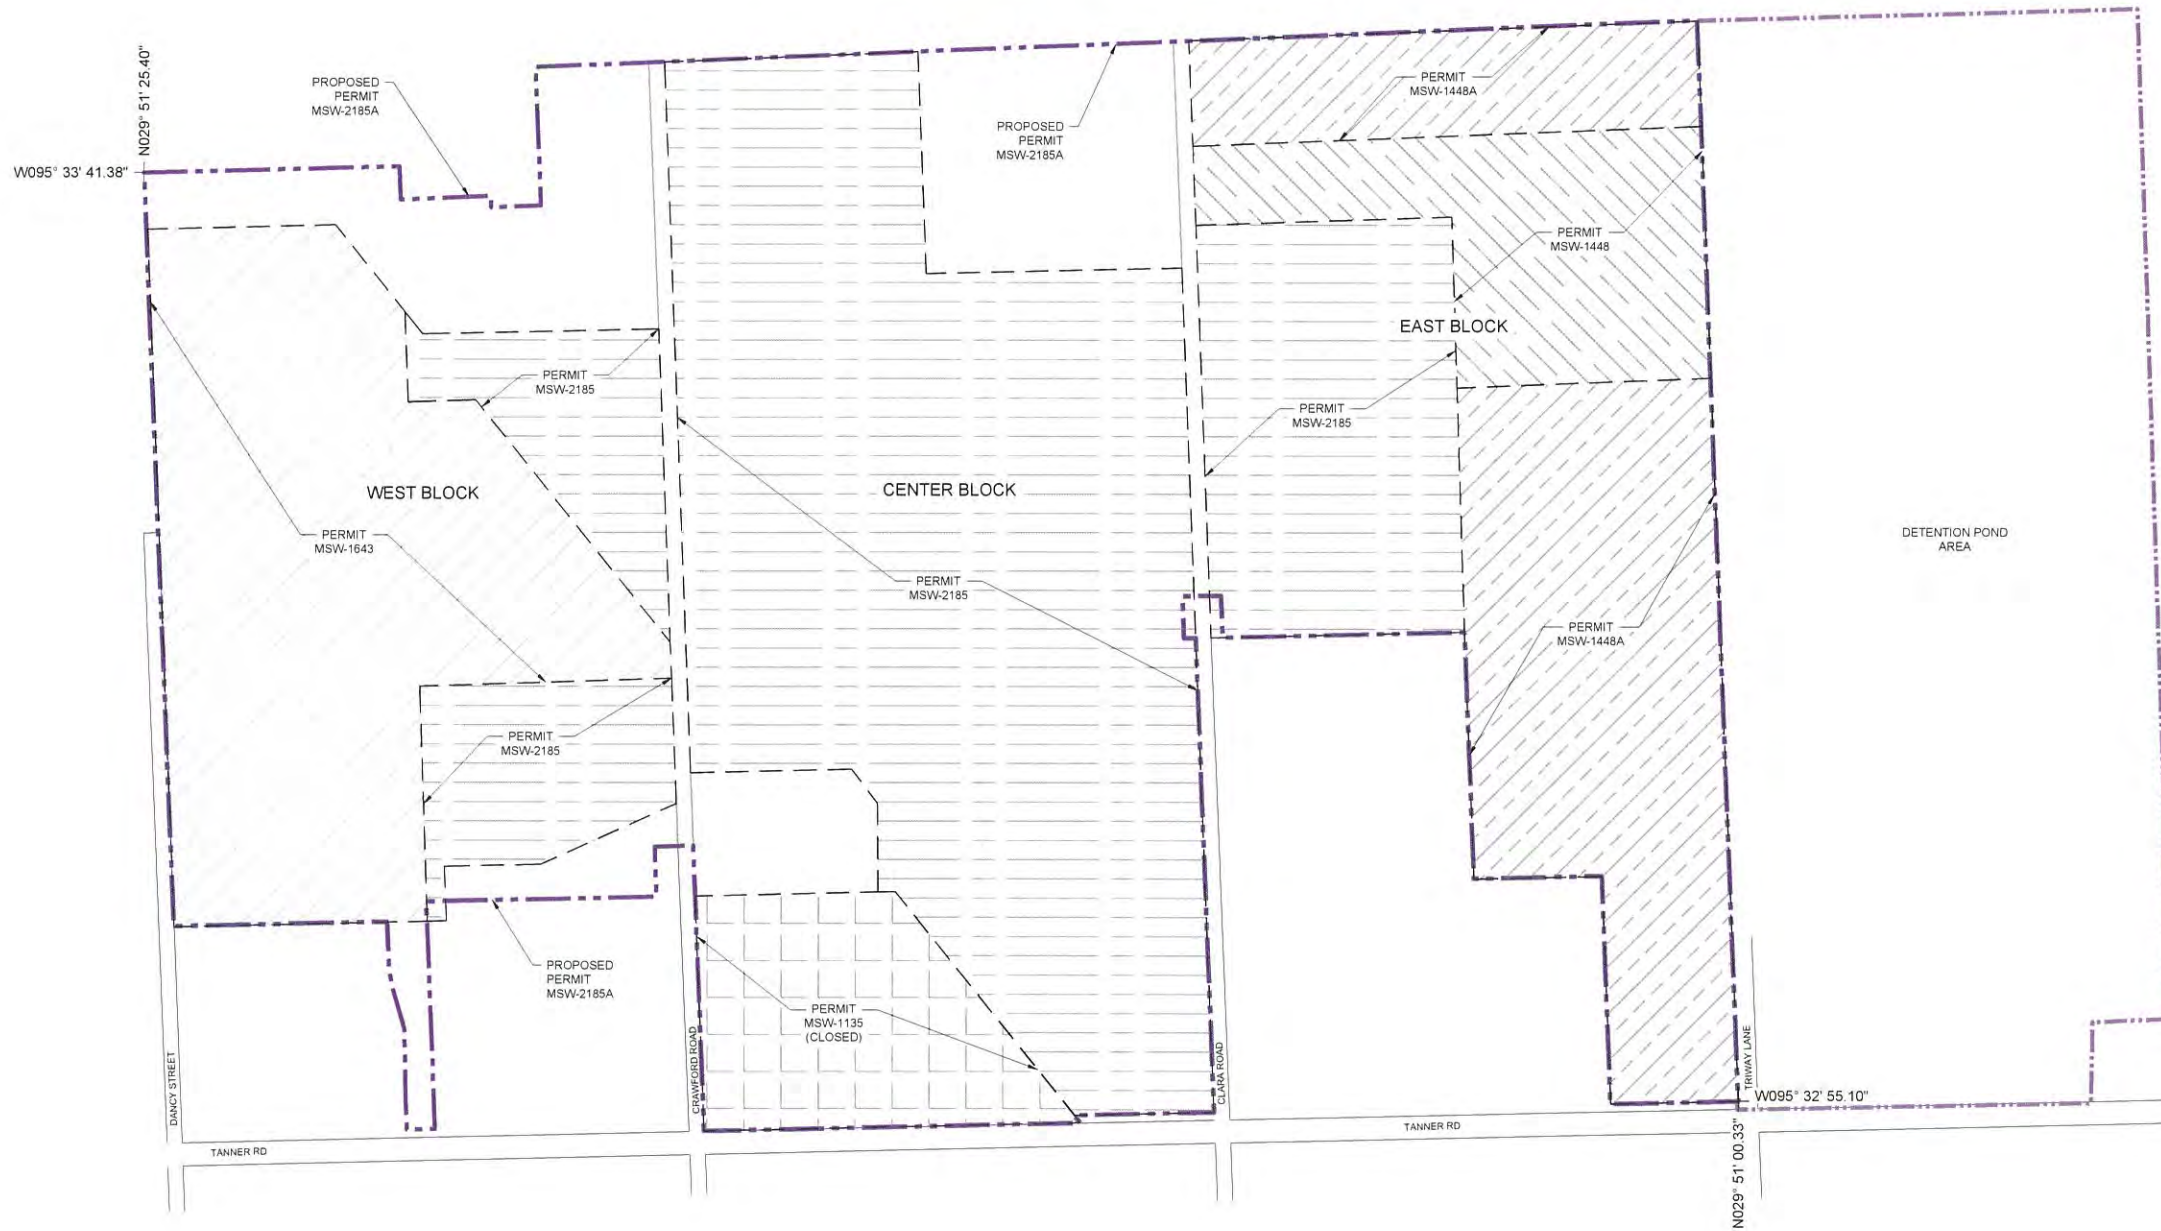 N029° 51' 25.40"
W095° 33' 41.38"
PROPOSED
PERMIT
MSW-2185A
PROPOSED
PERMIT
MSW-2185A
PERMIT
MSW-1448A
PERMIT
MSW-1448
EAST BLOCK
PERMIT
MSW-2185
PERMIT
MSW-2185
WEST BLOCK
CENTER BLOCK
PERMIT
MSW-1643
DETENTION POND
AREA
PERMIT
MSW-2185
PERMIT
MSW-1448A
PERMIT
MSW-2185
PROPOSED
PERMIT
MSW-2185A
PERMIT
MSW-1135
(CLOSED)
DANCY STREET
CRAWFORD ROAD
CLARA ROAD
TRIWAY LANE
W095° 32' 55.10"
N029° 51' 00.33"
TANNER RD
TANNER RD